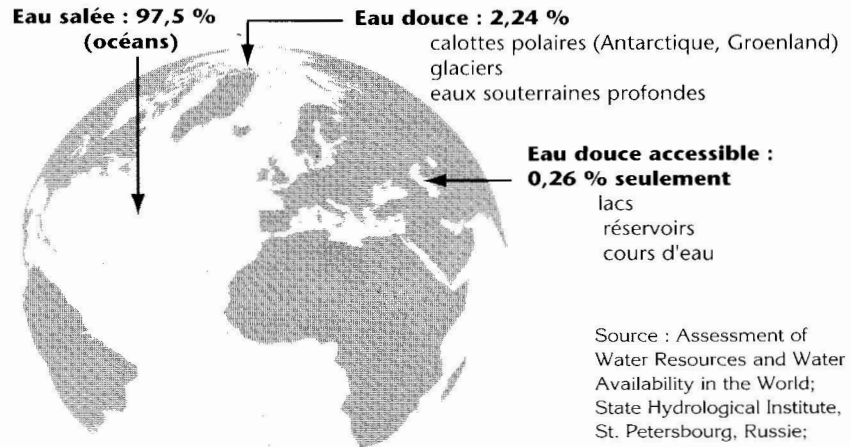 Eau salée : 97,5 %
(océans)
Eau douce : 2,24 %
calottes polaires (Antarctique, Groenland)
glaciers
eaux souterraines profondes
Eau douce accessible :
0,26 % seulement
lacs
réservoirs
cours d'eau
Source : Assessment of
Water Resources and Water
Availability in the World;
State Hydrological Institute,
St. Petersbourg, Russie;